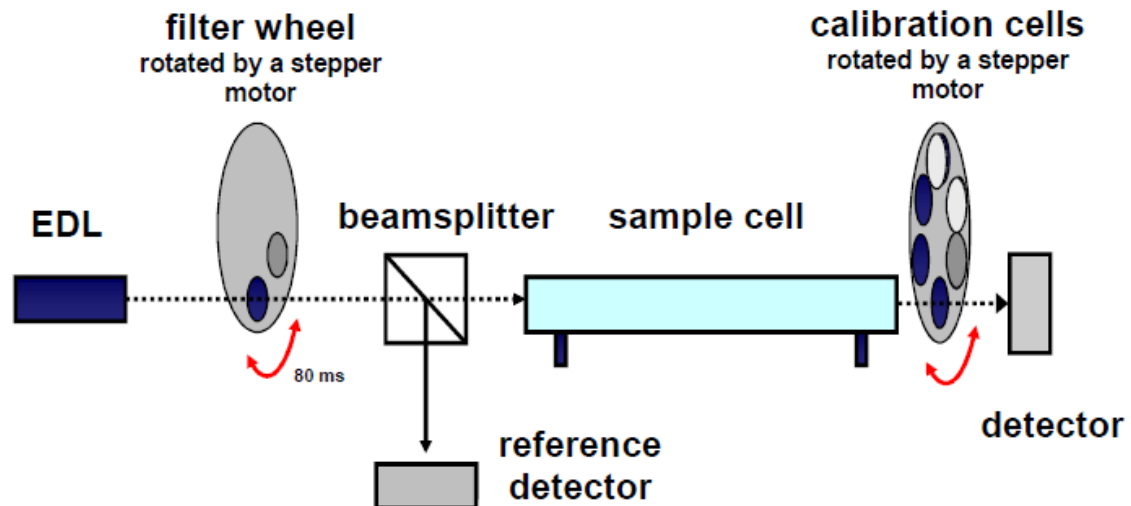 filter wheel
rotated by a stepper
motor
calibration cells
rotated by a stepper
motor
EDL
beamsplitter
sample cell
80 ms
reference
detector
detector